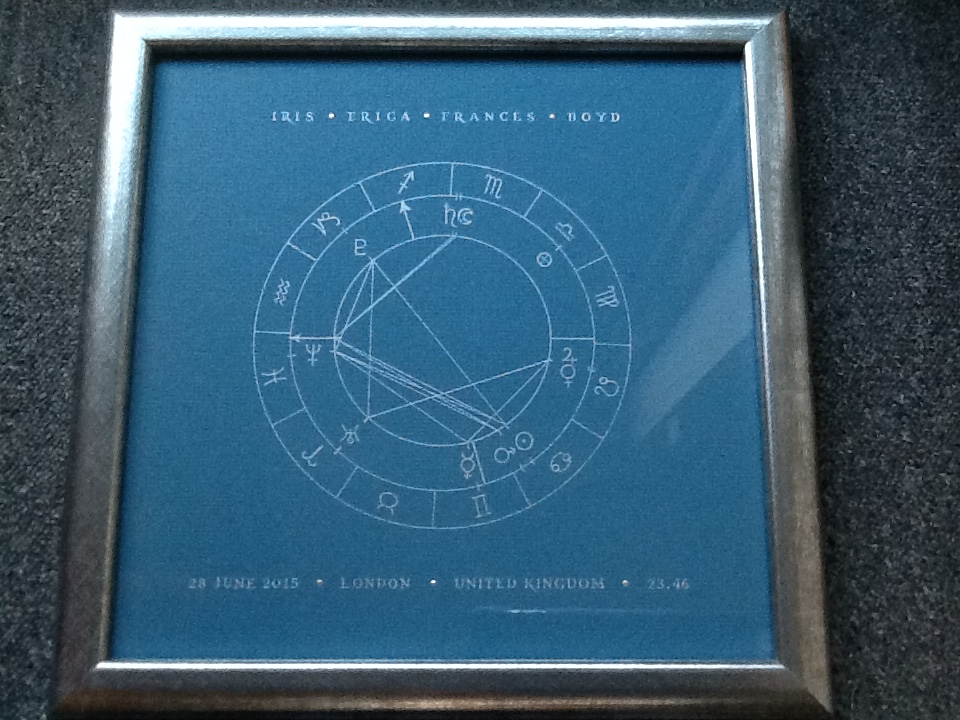 IRIS • ERICA • FRANCES • BOYD
28 JUNE 2015 • LONDON • UNITED KINGDOM • 23.46